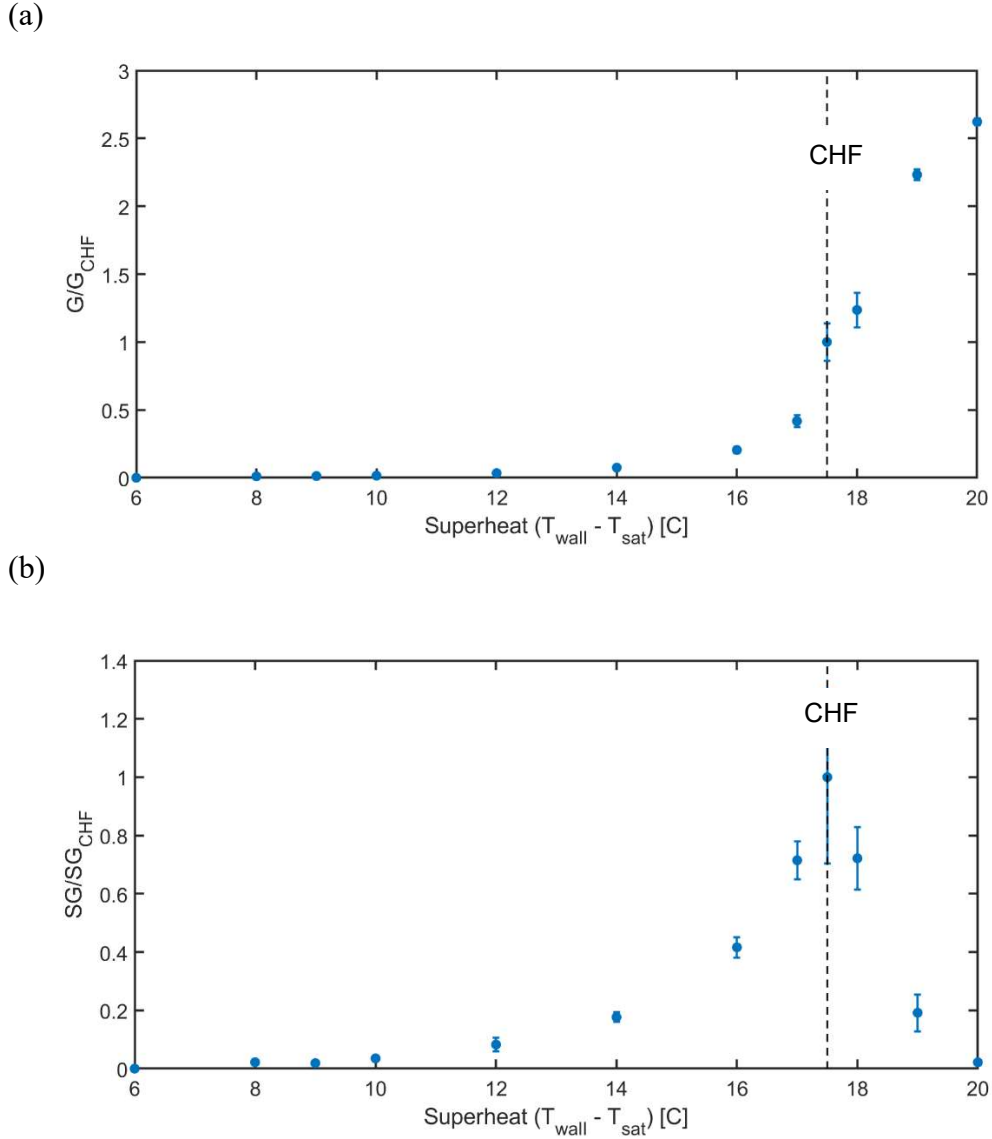 (a)
3
2.5
2
1.5
1
0.5
0
G/G_CHF
CHF
6 8 10 12 14 16 18 20
Superheat (T_wall - T_sat) [C]
(b)
1.4
1.2
1
0.8
0.6
0.4
0.2
0
SG/SG_CHF
CHF
6 8 10 12 14 16 18 20
Superheat (T_wall - T_sat) [C]